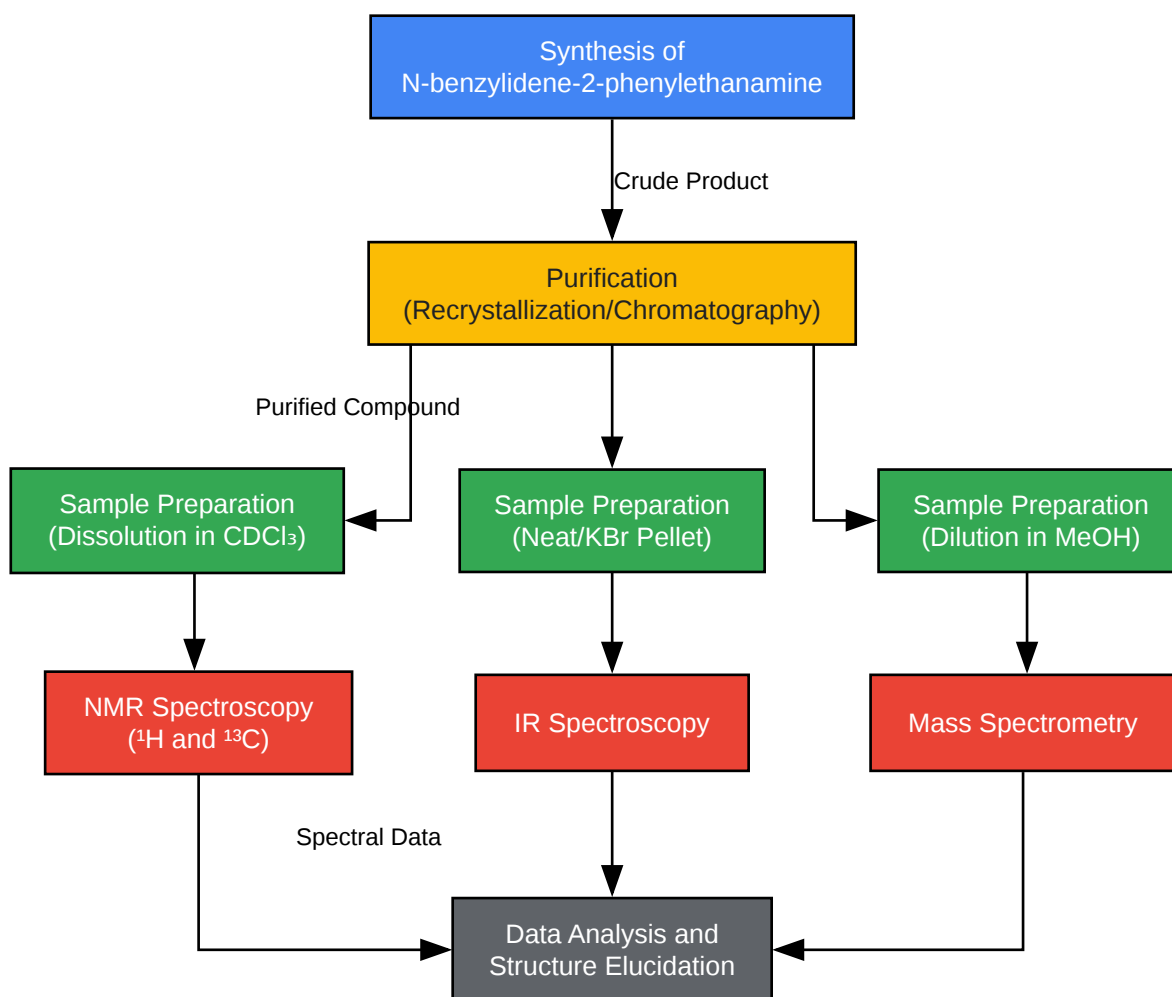 Synthesis of
N-benzylidene-2-phenylethanamine
Crude Product
Purification
(Recrystallization/Chromatography)
Purified Compound
Sample Preparation
(Dissolution in CDCl₃)
Sample Preparation
(Neat/KBr Pellet)
Sample Preparation
(Dilution in MeOH)
NMR Spectroscopy
(¹H and ¹³C)
IR Spectroscopy
Mass Spectrometry
Spectral Data
Data Analysis and
Structure Elucidation